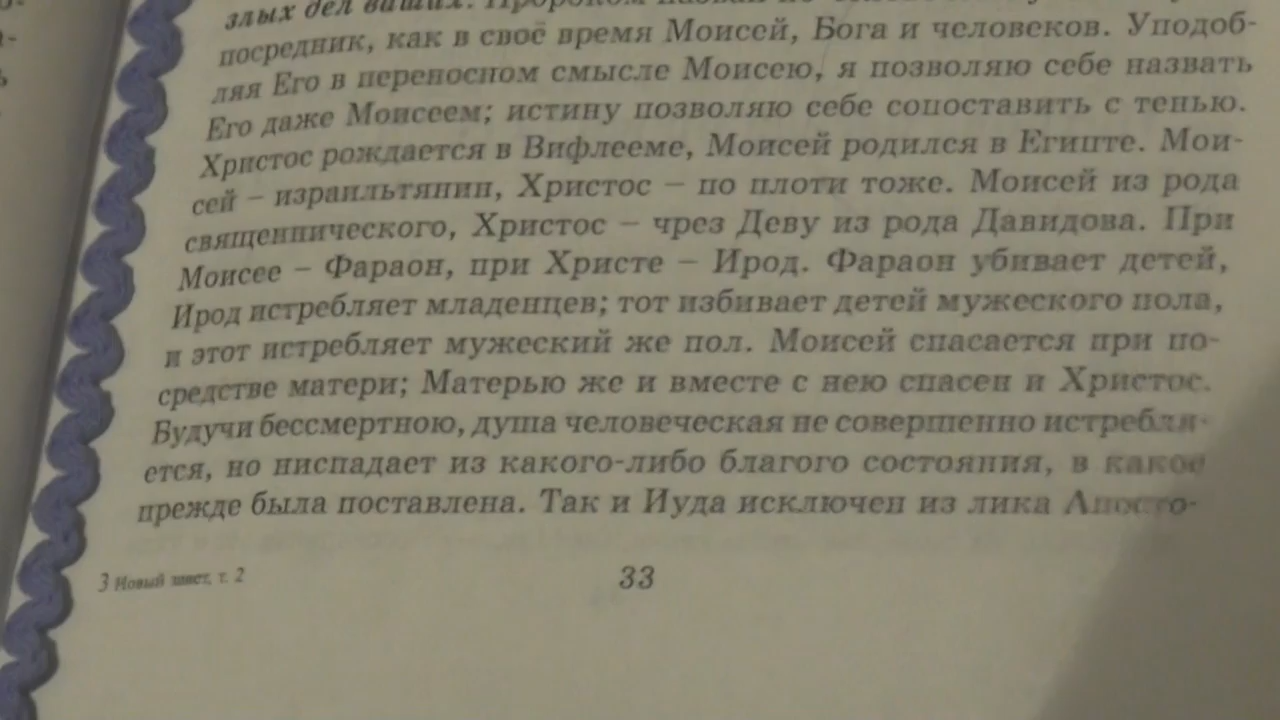 злых дел ваших. Пророком назван
посредник, как в своё время Моисей, Бога и человеков. Уподоб-
ляя Его в переносном смысле Моисею, я позволяю себе назвать
Его даже Моисеем; истину позволяю себе сопоставить с тенью.
Христос рождается в Вифлееме, Моисей родился в Египте. Мои-
сей – израильтянин, Христос – по плоти тоже. Моисей из рода
священнического, Христос – чрез Деву из рода Давидова. При
Моисее – Фараон, при Христе – Ирод. Фараон убивает детей,
Ирод истребляет младенцев; тот избивает детей мужеского пола,
и этот истребляет мужеский же пол. Моисей спасается при по-
средстве матери; Матерью же и вместе с нею спасен и Христос.
Будучи бессмертною, душа человеческая не совершенно истребля-
ется, но ниспадает из какого-либо благого состояния, в какое
прежде была поставлена. Так и Иуда исключен из лика Апосто-
3 Новый завет, т. 2
33